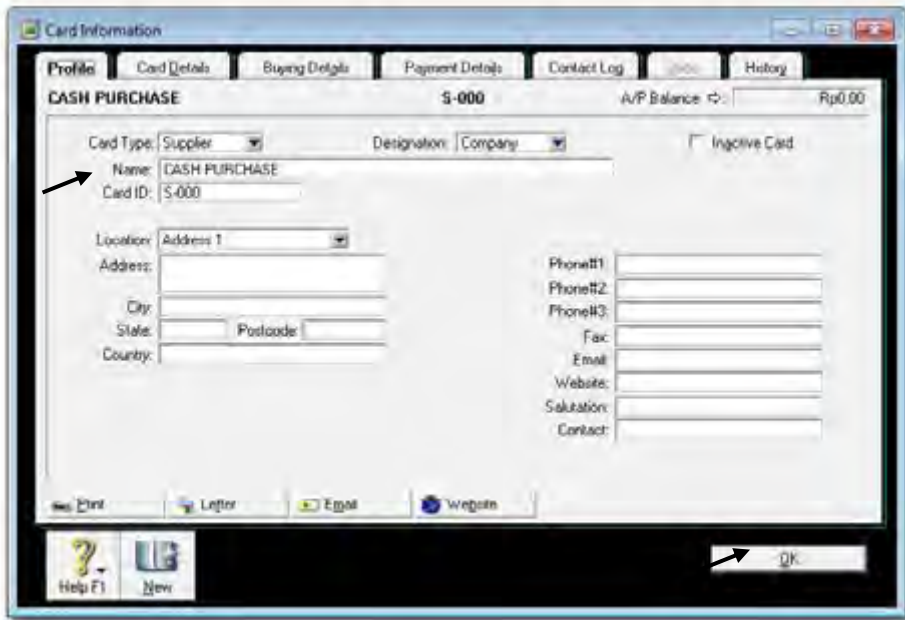 Card Information
Profile Card Details Buying Details Payment Details Contact Log History
CASH PURCHASE S-000 A/P Balance Rp0.00
Card Type: Supplier Designation: Company Inactive Card
Name: CASH PURCHASE
Card ID: S-000
Location: Address 1
Address:
City:
State: Postcode:
Country:
Phone#1:
Phone#2:
Phone#3:
Fax:
Email:
Website:
Salutation:
Contact:
Print Letter Email Website
Help F1 New OK